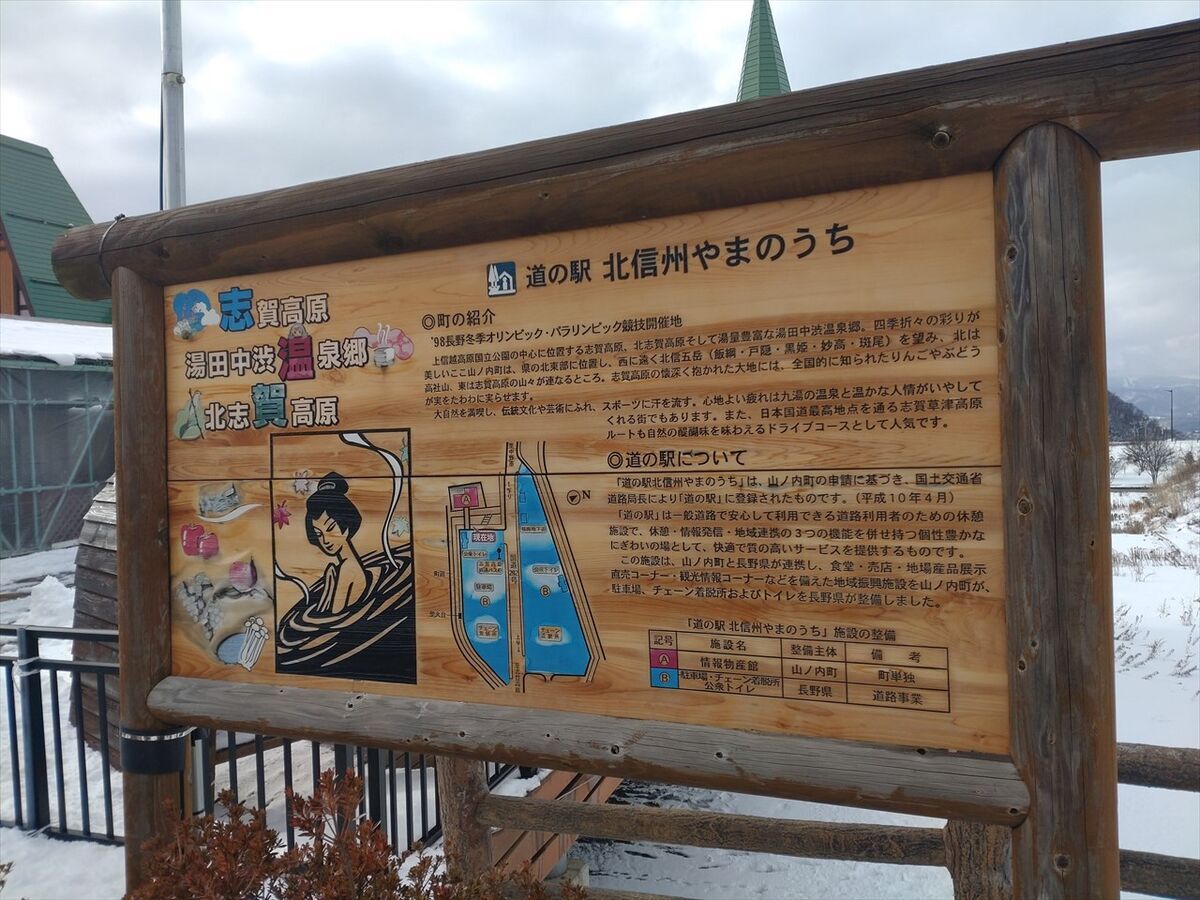 道の駅 北信州やまのうち
志賀高原
湯田中渋温泉郷
北志賀高原
◎町の紹介
'98長野冬季オリンピック・パラリンピック競技開催地
上信越高原国立公園の中心に位置する志賀高原、北志賀高原そして湯量豊富な湯田中渋温泉郷。四季折々の彩りが
美しいここ山ノ内町は、県の北東部に位置し、西に遠く北信五岳（飯綱・戸隠・黒姫・妙高・斑尾）を望み、北は
高社山、東は志賀高原の山々が連なるところ。志賀高原の懐深く抱かれた大地には、全国的に知られたりんごやぶどう
が実をたわわに実らせます。
大自然を満喫し、伝統文化や芸術にふれ、スポーツに汗を流す。心地よい疲れは九湯の温泉と温かな人情がいやして
くれる街でもあります。また、日本国道最高地点を通る志賀草津高原
ルートも自然の醍醐味を味わえるドライブコースとして人気です。
◎道の駅について
「道の駅北信州やまのうち」は、山ノ内町の申請に基づき、国土交通省
道路局長により「道の駅」に登録されたものです。（平成10年4月）
「道の駅」は一般道路で安心して利用できる道路利用者のための休憩
施設で、休憩・情報発信・地域連携の3つの機能を併せ持つ個性豊かな
にぎわいの場として、快適で質の高いサービスを提供するものです。
この施設は、山ノ内町と長野県が連携し、食堂・売店・地場産品展示
直売コーナー・観光情報コーナーなどを備えた地域振興施設を山ノ内町が、
駐車場、チェーン着脱所およびトイレを長野県が整備しました。
A
N
現在地
公衆トイレ
公衆トイレ
町道
駐車場
B
B
チェーン
着脱所
チェーン
着脱所
「道の駅 北信州やまのうち」施設の整備
記号 施設名 整備主体 備考
A 情報物産館 山ノ内町 町単独
B 駐車場・チェーン着脱所 公衆トイレ 長野県 道路事業